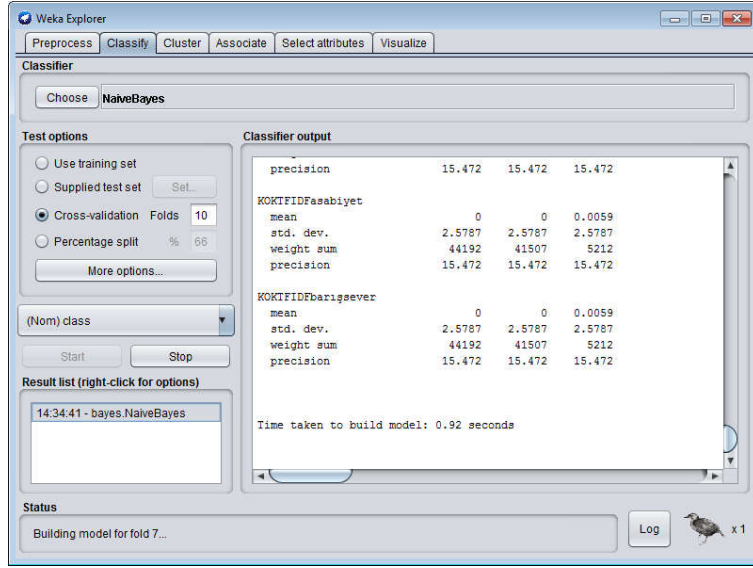 Weka Explorer
Preprocess Classify Cluster Associate Select attributes Visualize
Classifier
Choose NaiveBayes
Test options
Use training set
Supplied test set Set...
Cross-validation Folds 10
Percentage split % 66
More options...
(Nom) class
Start Stop
Result list (right-click for options)
14:34:41 - bayes.NaiveBayes
Classifier output
precision 15.472 15.472 15.472
KOKTFIDFasabiyet
mean 0 0 0.0059
std. dev. 2.5787 2.5787 2.5787
weight sum 44192 41507 5212
precision 15.472 15.472 15.472
KOKTFIDFbarışsever
mean 0 0 0.0059
std. dev. 2.5787 2.5787 2.5787
weight sum 44192 41507 5212
precision 15.472 15.472 15.472
Time taken to build model: 0.92 seconds
Status
Building model for fold 7...
Log
x 1